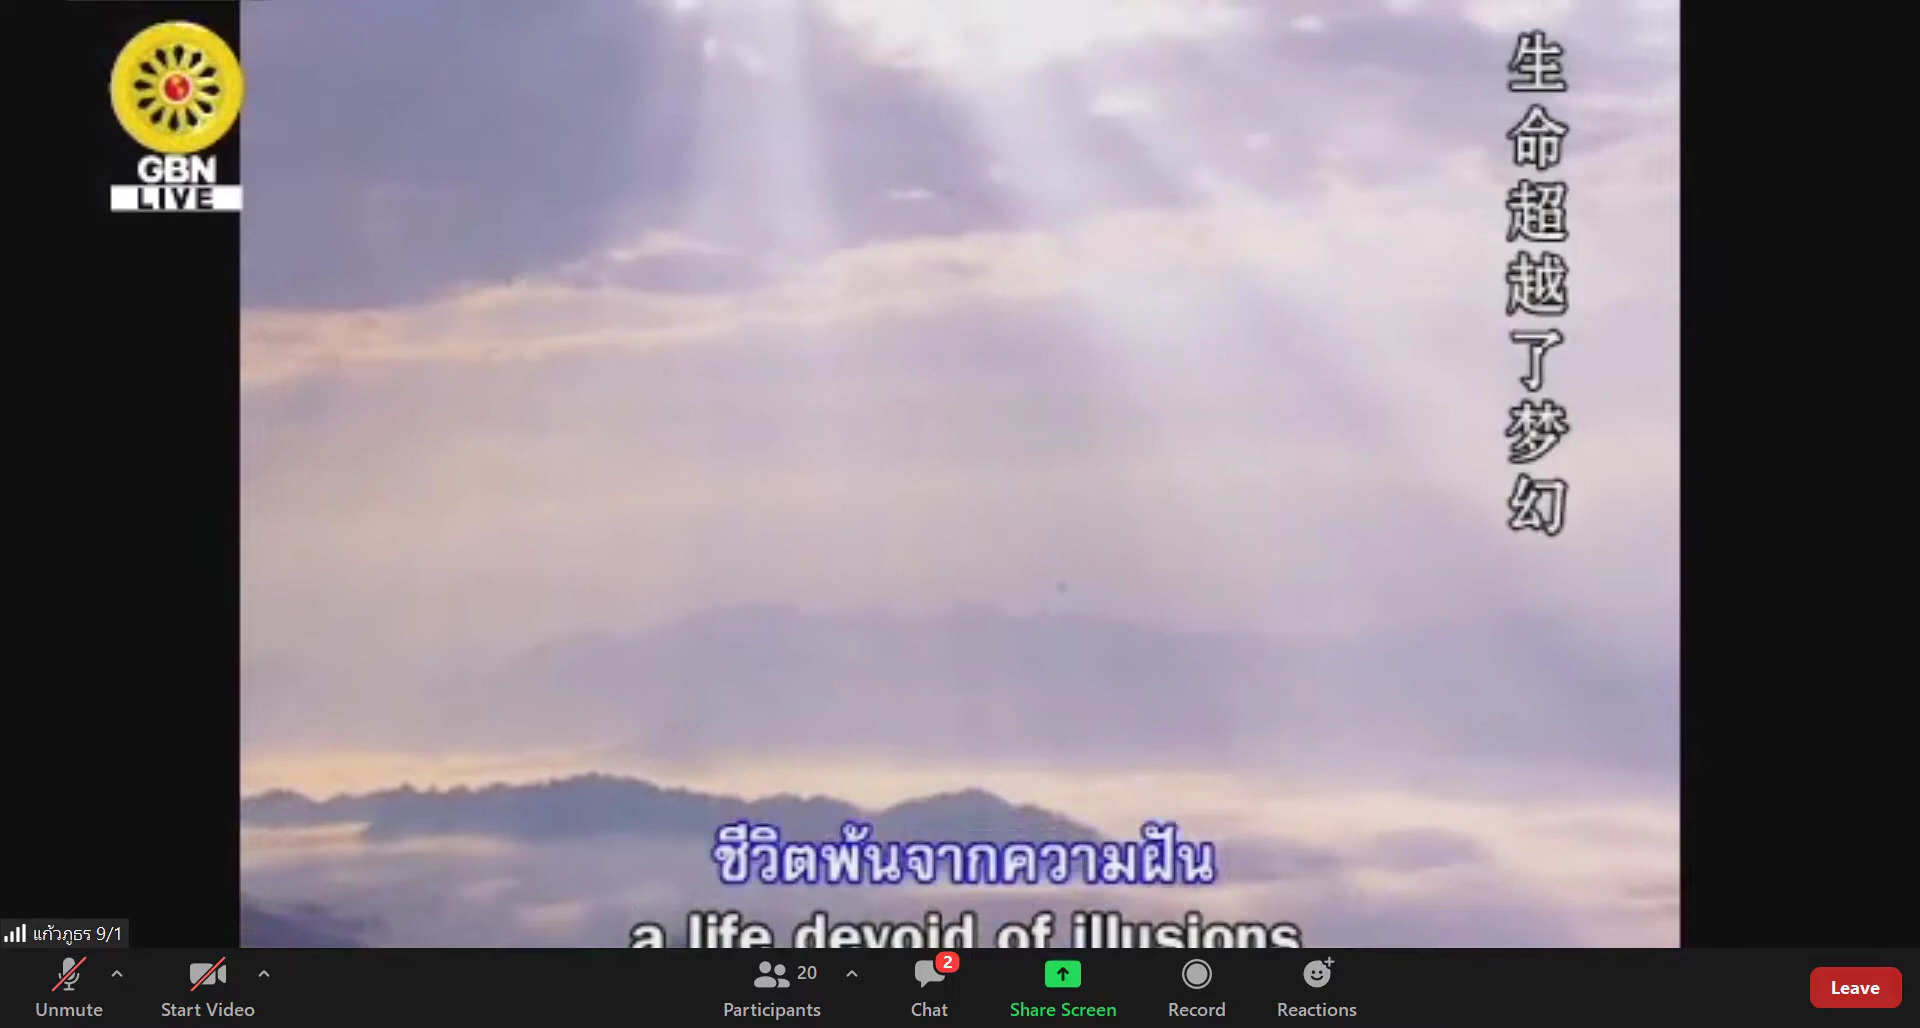 GBN
LIVE
生命超越了梦幻
ชีวิตพ้นจากความฝัน
a life devoid of illusions
แก้วภูธร 9/1
Unmute
Start Video
20
Participants
2
Chat
Share Screen
Record
Reactions
Leave